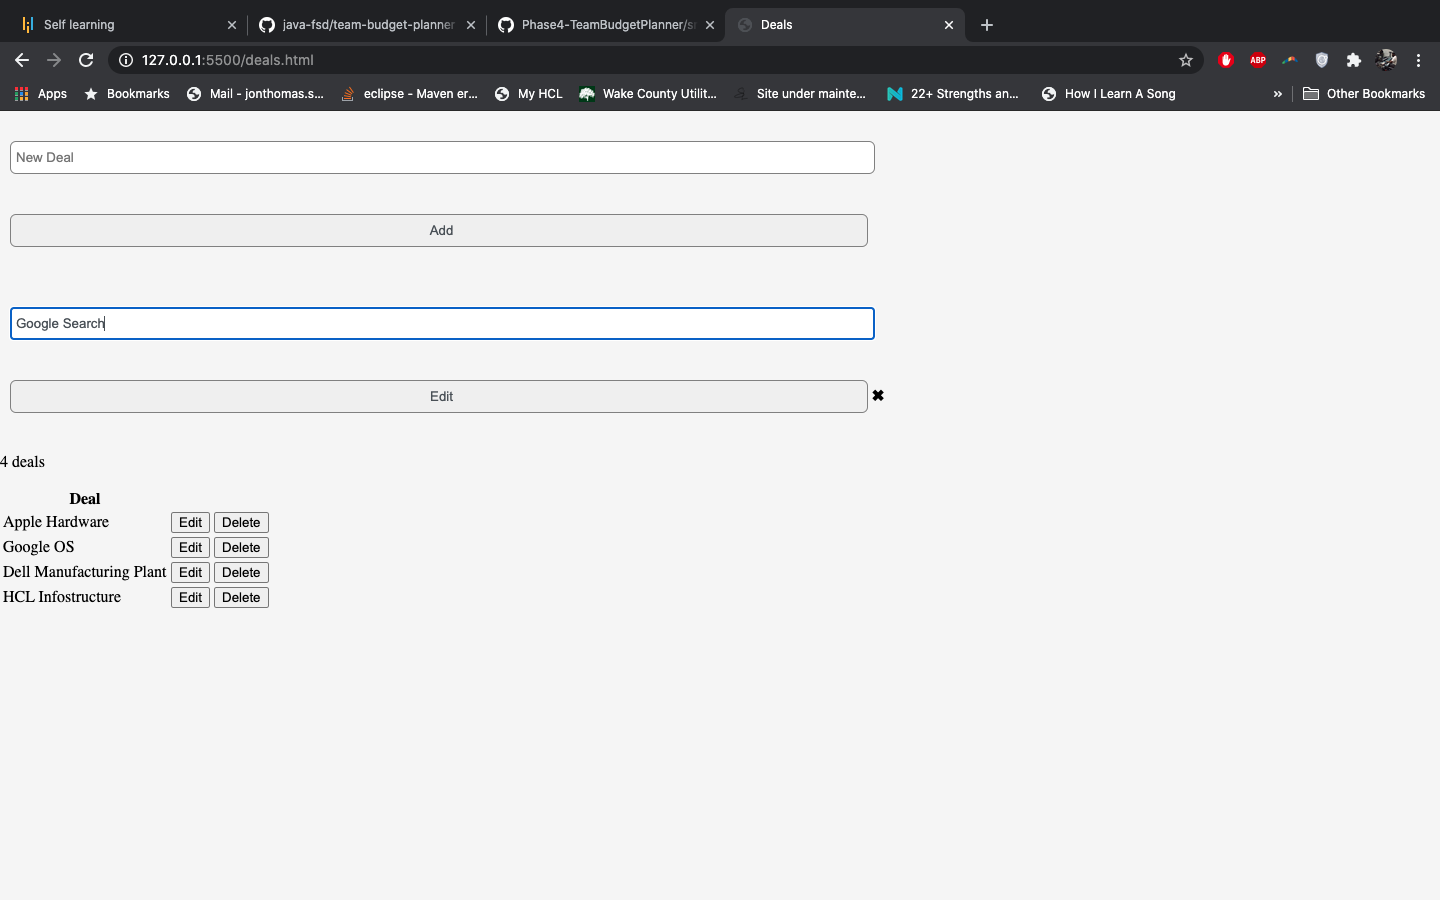 Self learning
java-fsd/team-budget-planner
Phase4-TeamBudgetPlanner/s
Deals
127.0.0.1:5500/deals.html
ABP
Apps
Bookmarks
Mail - jonthomas.s...
eclipse - Maven er...
My HCL
Wake County Utilit...
Site under mainte...
22+ Strengths an...
How I Learn A Song
»
Other Bookmarks
New Deal
Add
Google Search
Edit ✖
4 deals
Deal
Apple Hardware Edit Delete
Google OS Edit Delete
Dell Manufacturing Plant Edit Delete
HCL Infostructure Edit Delete